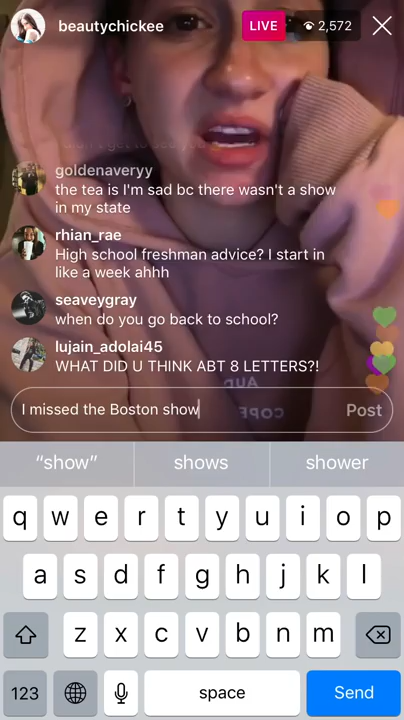 beautychickee
LIVE
2,572
goldenaveryy
the tea is I'm sad bc there wasn't a show
in my state
rhian_rae
High school freshman advice? I start in
like a week ahhh
seaveygray
when do you go back to school?
lujain_adolai45
WHAT DID U THINK ABT 8 LETTERS?!
I missed the Boston show
Post
"show"
shows
shower
q w e r t y u i o p
a s d f g h j k l
z x c v b n m
123
space
Send